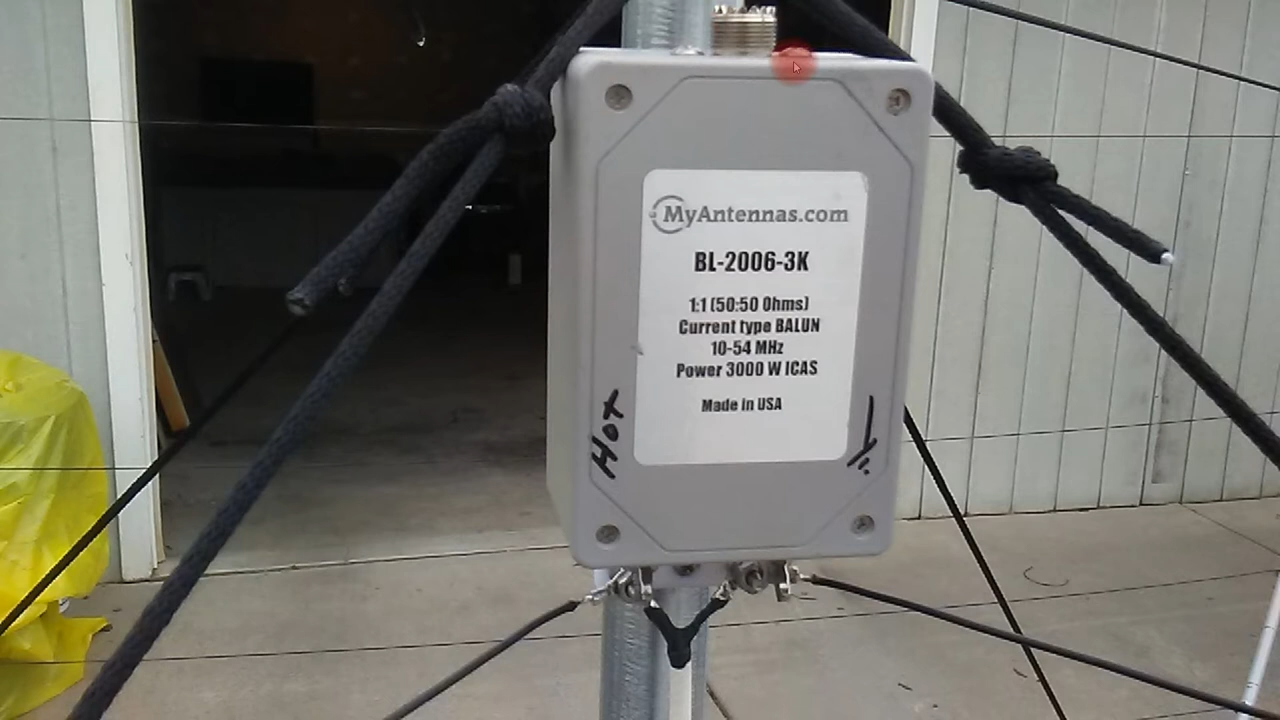 MyAntennas.com
BL-2006-3K
1:1 (50:50 Ohms)
Current type BALUN
10-54 MHz
Power 3000 W ICAS
Made in USA
Hot